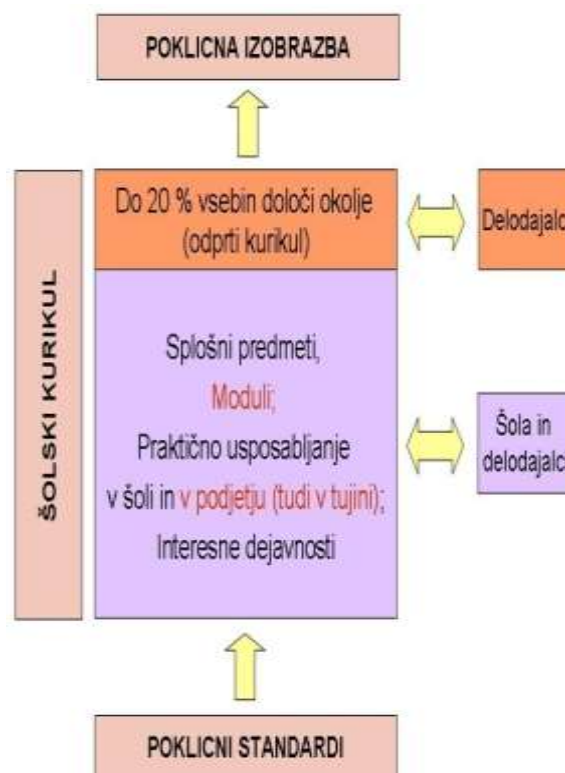 POKLICNA IZOBRAZBA
ŠOLSKI KURIKUL
Do 20 % vsebin določi okolje
(odprti kurikul)
Delodajalc
Splošni predmeti,
Moduli;
Praktično usposabljanje
v šoli in v podjetju (tudi v tujini);
Interesne dejavnosti
Šola in
delodajalc
POKLICNI STANDARDI